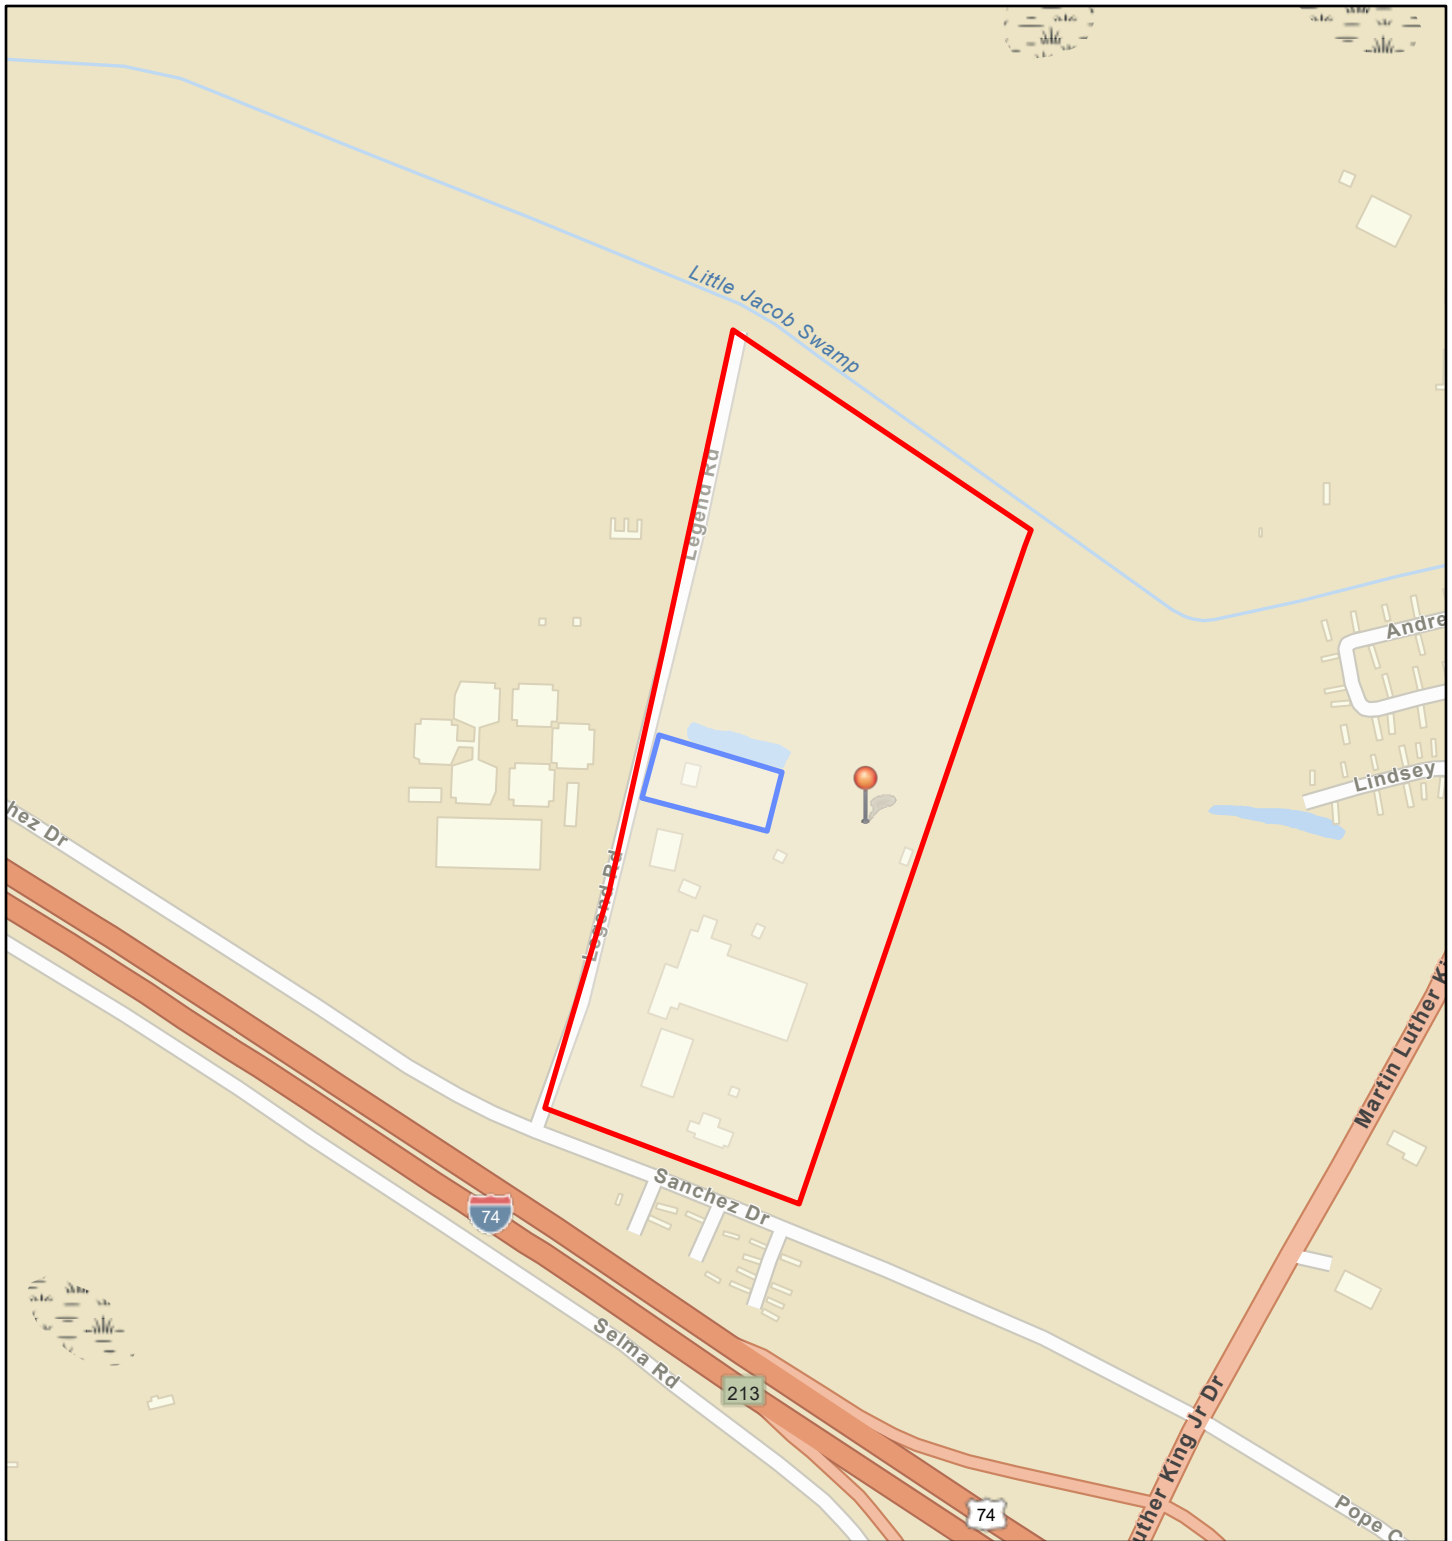 Little Jacob Swamp
Legend Rd
Andre
Lindsey
hez Dr
Legend Rd
Martin Luther Ki
Sanchez Dr
74
Selma Rd
213
uther King Jr Dr
74
Pope C